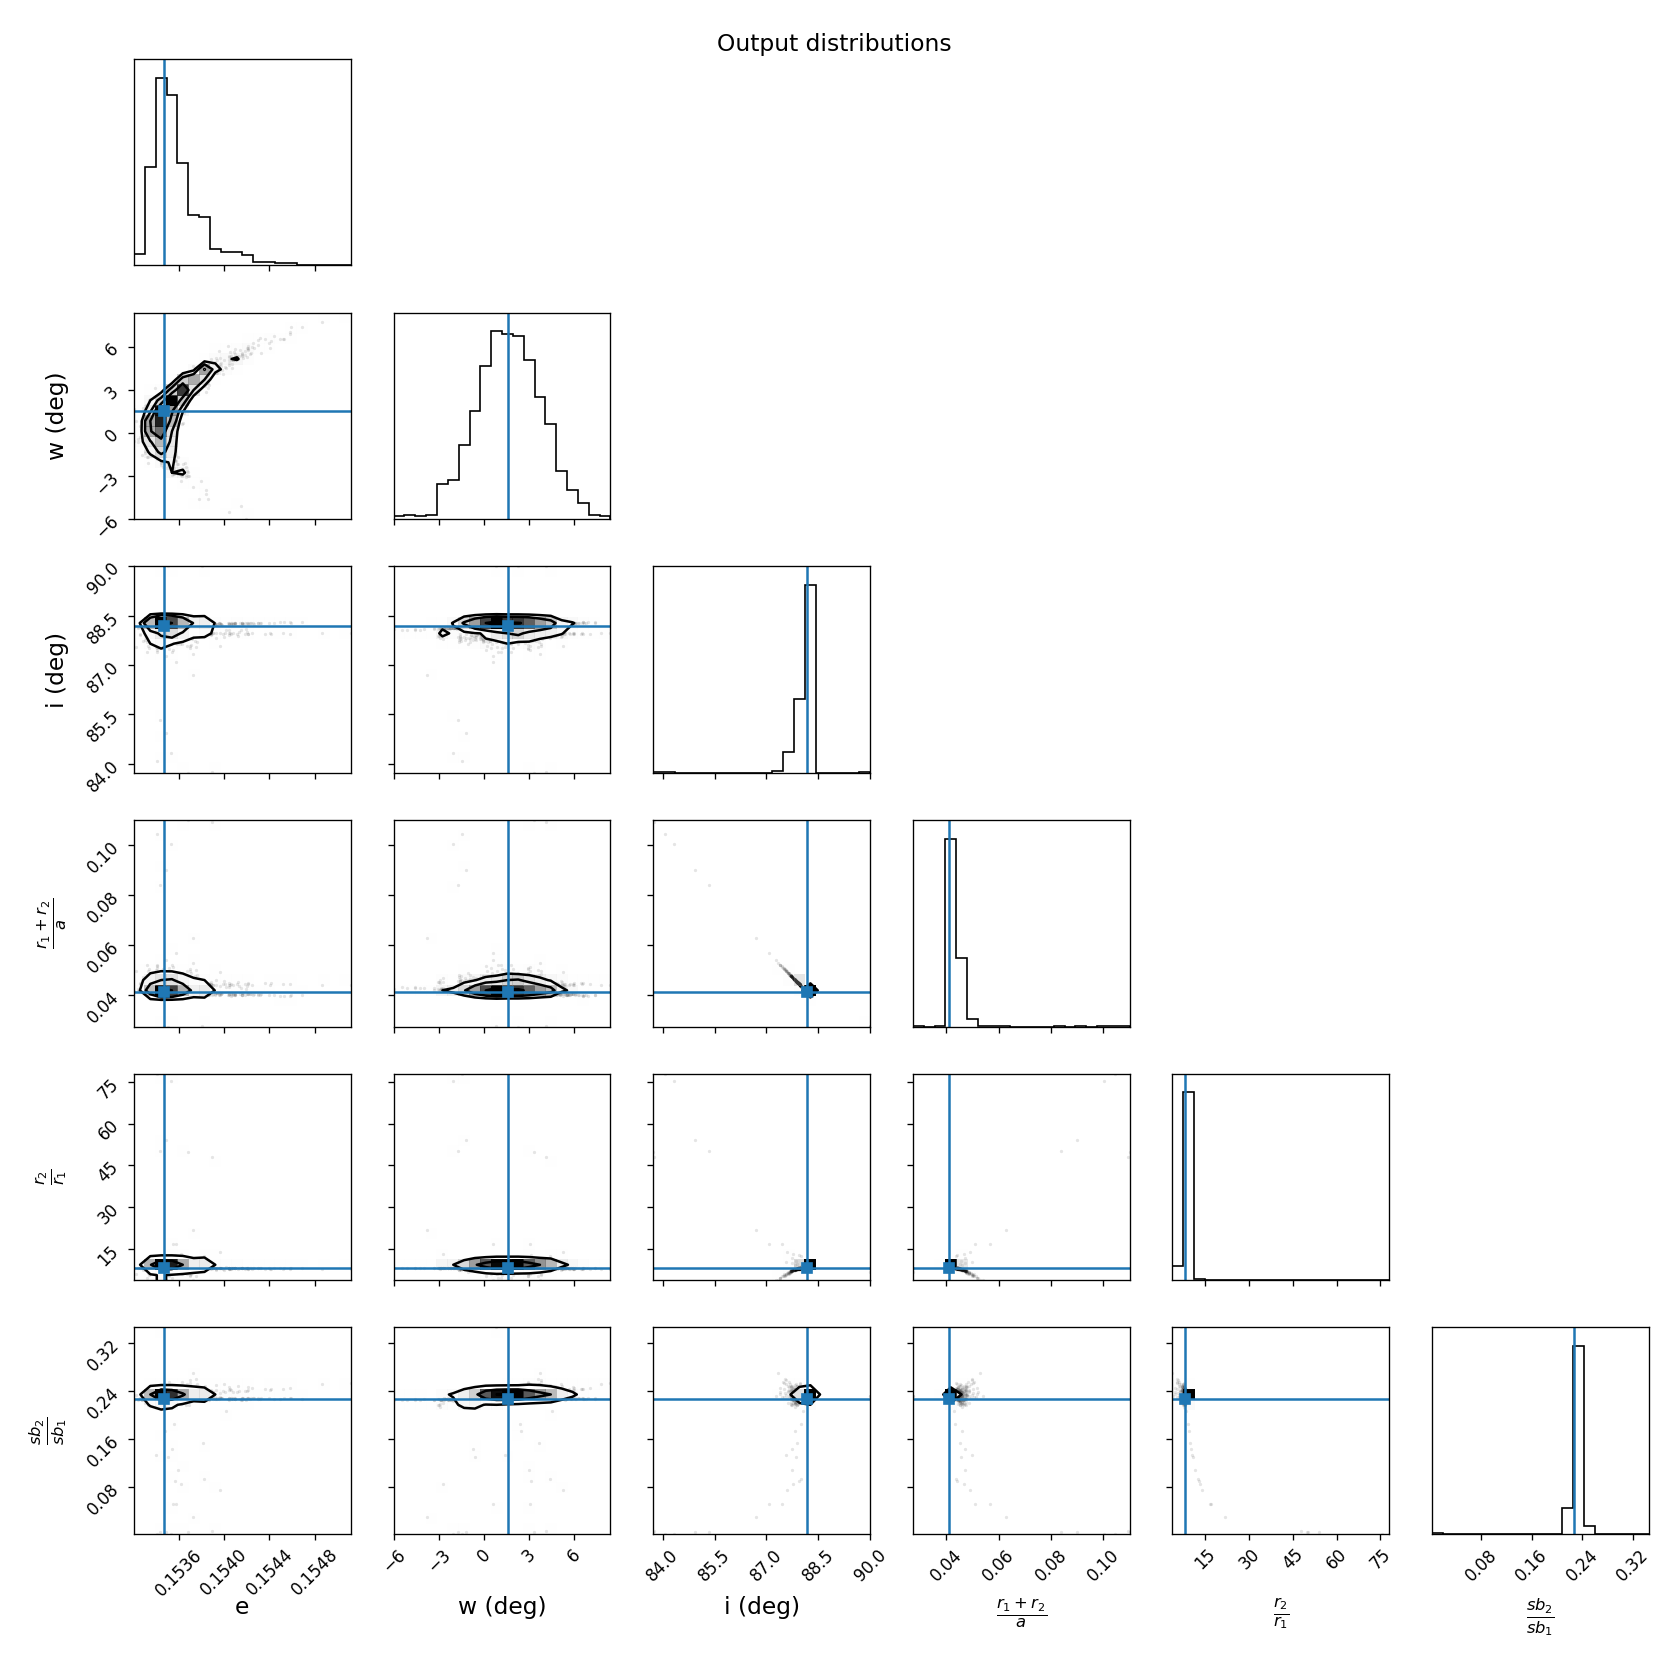 Output distributions
w (deg)
6
3
0
−3
−6
i (deg)
90.0
88.5
87.0
85.5
84.0
r₁ + r₂
a
0.10
0.08
0.06
0.04
r₂
r₁
75
60
45
30
15
sb₂
sb₁
0.32
0.24
0.16
0.08
0.1536 0.1540 0.1544 0.1548
−6 −3 0 3 6
84.0 85.5 87.0 88.5 90.0
0.04 0.06 0.08 0.10
15 30 45 60 75
0.08 0.16 0.24 0.32
e
w (deg)
i (deg)
r₁ + r₂
a
r₂
r₁
sb₂
sb₁